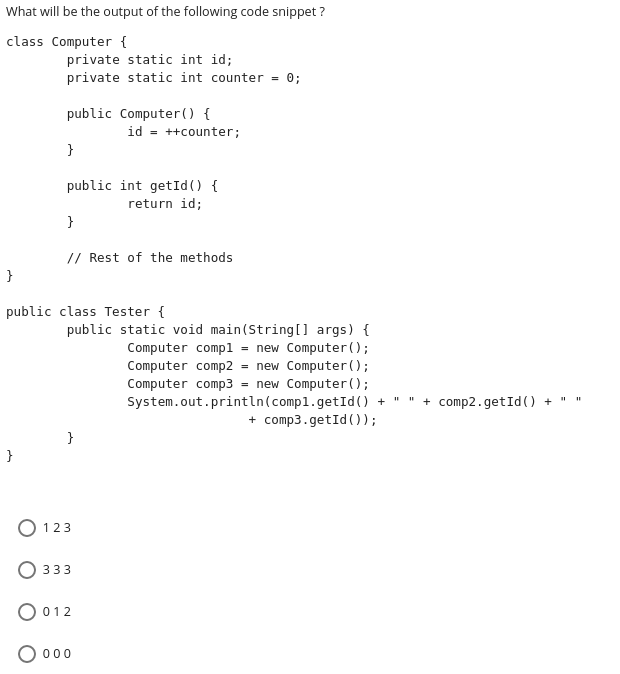 What will be the output of the following code snippet ?
class Computer {
        private static int id;
        private static int counter = 0;

        public Computer() {
                id = ++counter;
        }

        public int getId() {
                return id;
        }

        // Rest of the methods
}

public class Tester {
        public static void main(String[] args) {
                Computer comp1 = new Computer();
                Computer comp2 = new Computer();
                Computer comp3 = new Computer();
                System.out.println(comp1.getId() + " " + comp2.getId() + " "
                                + comp3.getId());
        }
}
1 2 3
3 3 3
0 1 2
0 0 0